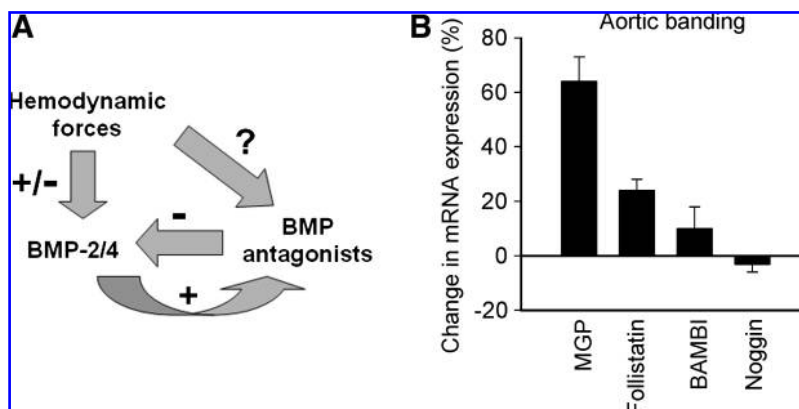 A
Hemodynamic
forces
?
+/-
-
BMP-2/4
BMP
antagonists
+
B
Aortic banding
Change in mRNA expression (%)
80
60
40
20
0
-20
MGP
Follistatin
BAMBI
Noggin